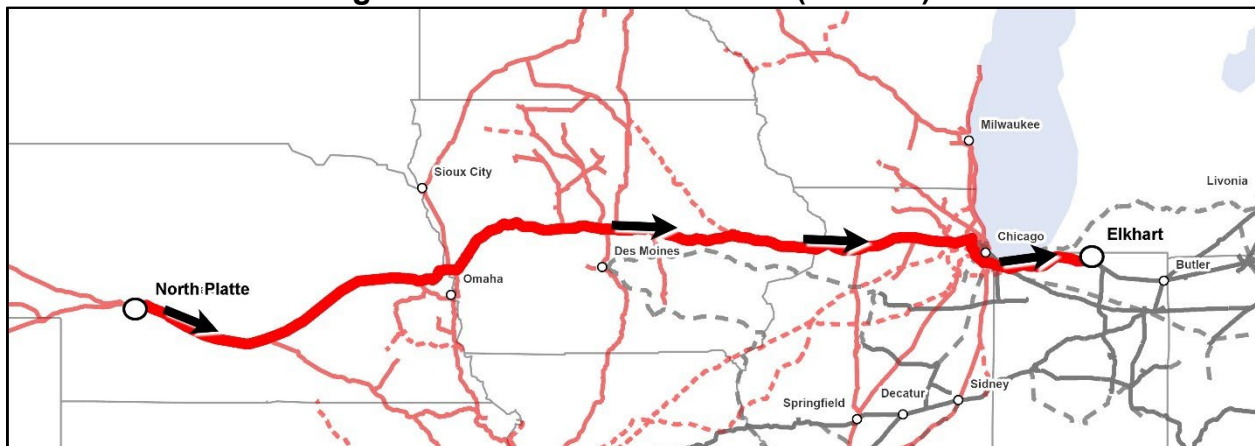 Milwaukee
Sioux City
Livonia
Chicago
Elkhart
Des Moines
Butler
Omaha
North Platte
Sidney
Decatur
Springfield